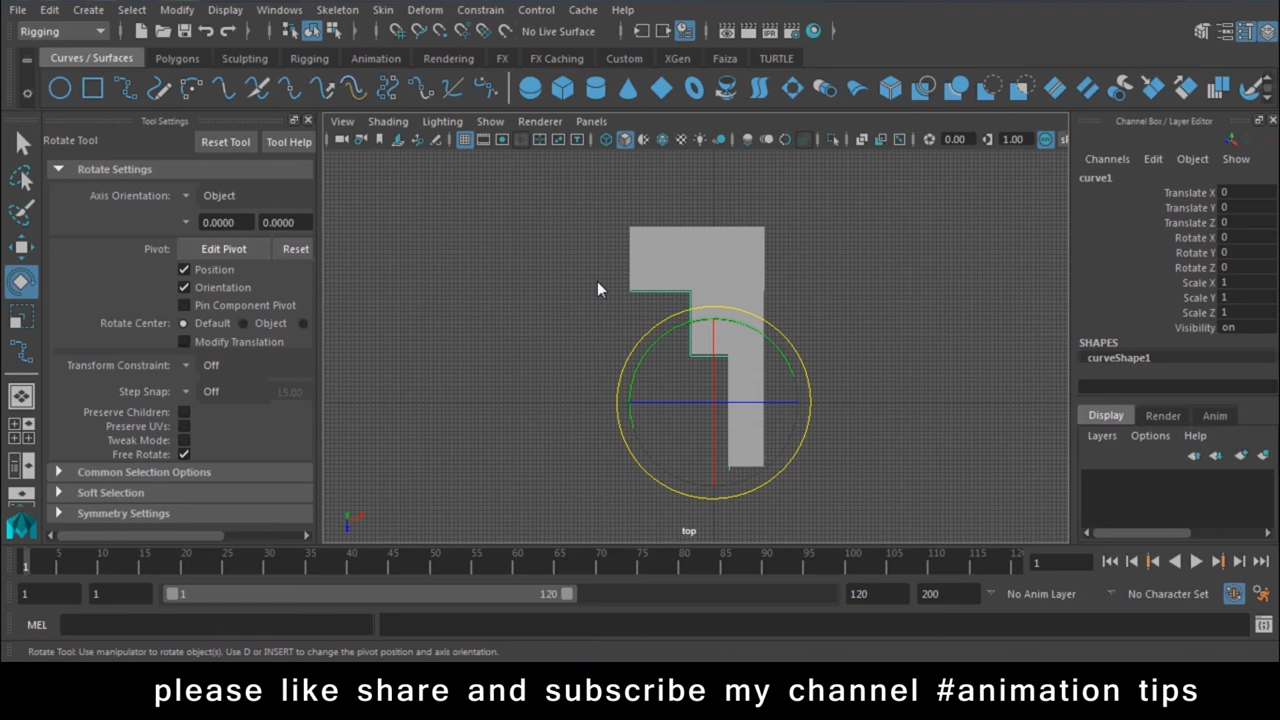 File Edit Create Select Modify Display Windows Skeleton Skin Deform Constrain Control Cache Help
Rigging No Live Surface
Curves / Surfaces Polygons Sculpting Rigging Animation Rendering FX FX Caching Custom XGen Faiza TURTLE
Tool Settings
Rotate Tool Reset Tool Tool Help
Rotate Settings
Axis Orientation: Object
0.0000 0.0000
Pivot: Edit Pivot Reset
Position
Orientation
Pin Component Pivot
Rotate Center: Default Object
Modify Translation
Transform Constraint: Off
Step Snap: Off 15.00
Preserve Children:
Preserve UVs:
Tweak Mode:
Free Rotate:
Common Selection Options
Soft Selection
Symmetry Settings
View Shading Lighting Show Renderer Panels
0.00 1.00
top
Channel Box / Layer Editor
Channels Edit Object Show
curve1
Translate X 0
Translate Y 0
Translate Z 0
Rotate X 0
Rotate Y 0
Rotate Z 0
Scale X 1
Scale Y 1
Scale Z 1
Visibility on
SHAPES
curveShape1
Display Render Anim
Layers Options Help
5 10 15 20 25 30 35 40 45 50 55 60 65 70 75 80 85 90 95 100 105 110 115 12
1 1
1 1 1 120 120 200 No Anim Layer No Character Set
MEL
Rotate Tool: Use manipulator to rotate object(s). Use D or INSERT to change the pivot position and axis orientation.
please like share and subscribe my channel #animation tips